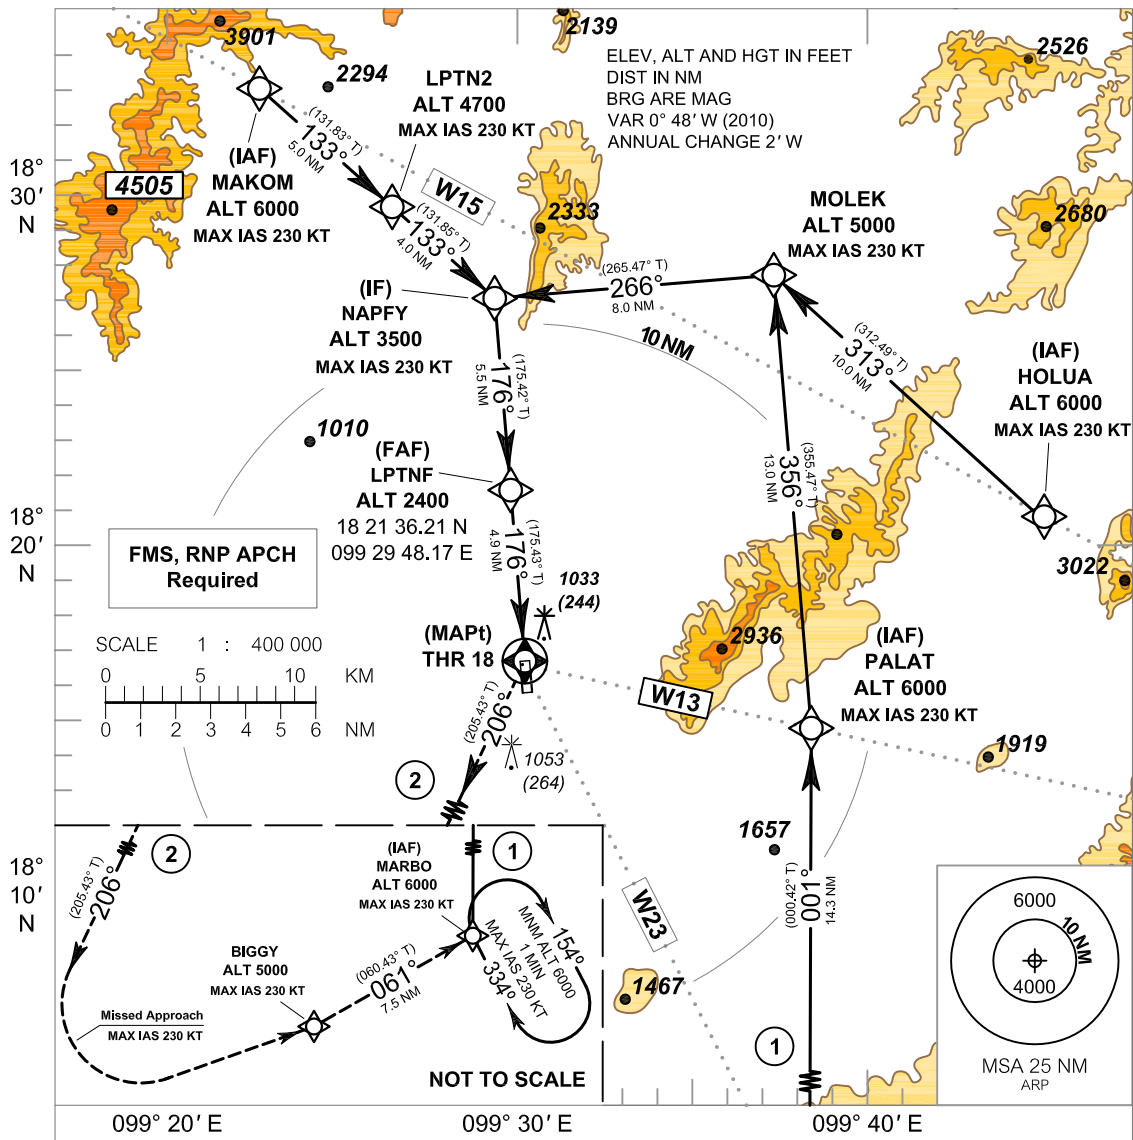 3901
2139
2294
LPTN2
ALT 4700
MAX IAS 230 KT
ELEV, ALT AND HGT IN FEET
DIST IN NM
BRG ARE MAG
VAR 0° 48' W (2010)
ANNUAL CHANGE 2' W
2526
(131.83° T)
133°
5.0 NM
(IAF)
MAKOM
ALT 6000
MAX IAS 230 KT
4505
18°
30'
N
W15
2333
(131.85° T)
133°
4.0 NM
MOLEK
ALT 5000
MAX IAS 230 KT
2680
(265.47° T)
266°
8.0 NM
(IF)
NAPFY
ALT 3500
MAX IAS 230 KT
10 NM
(312.49° T)
313°
10.0 NM
(IAF)
HOLUA
ALT 6000
MAX IAS 230 KT
(175.42° T)
176°
5.5 NM
1010
(FAF)
LPTNF
ALT 2400
18 21 36.21 N
099 29 48.17 E
(355.47° T)
356°
13.0 NM
18°
20'
N
FMS, RNP APCH
Required
(175.43° T)
176°
4.9 NM
1033
(244)
3022
SCALE 1 : 400 000
0 5 10 KM
0 1 2 3 4 5 6 NM
(MAPt)
THR 18
2936
W13
(IAF)
PALAT
ALT 6000
MAX IAS 230 KT
(205.43° T)
206°
1053
(264)
1919
2
1657
18°
10'
N
2
(205.43° T)
206°
(IAF)
MARBO
ALT 6000
MAX IAS 230 KT
1
154°
MNM ALT 6000
1 MIN
MAX IAS 230 KT
334°
BIGGY
ALT 5000
MAX IAS 230 KT
(060.43° T)
061°
7.5 NM
Missed Approach
MAX IAS 230 KT
NOT TO SCALE
W23
1467
(000.42° T)
001°
14.3 NM
1
6000
10 NM
4000
MSA 25 NM
ARP
099° 20' E
099° 30' E
099° 40' E